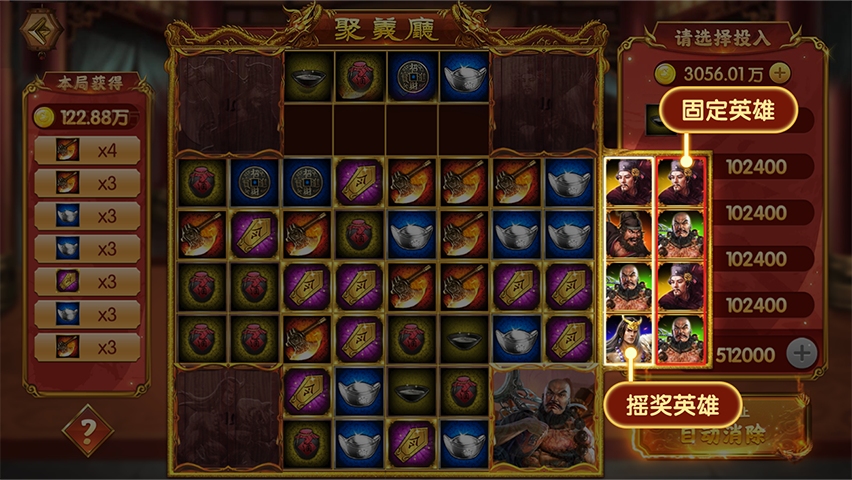 聚義廳
请选择投入
3056.01万
固定英雄
本局获得
122.88万
x4
x3
x3
x3
x3
x3
x3
102400
102400
102400
102400
512000
摇奖英雄
自动消除
?